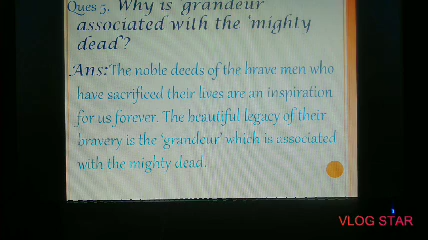 Ques 3. Why is 'grandeur
associated with the 'mighty
dead'?
Ans: The noble deeds of the brave men who
have sacrificed their lives are an inspiration
for us forever. The beautiful legacy of their
bravery is the 'grandeur' which is associated
with the mighty dead.
VLOG STAR